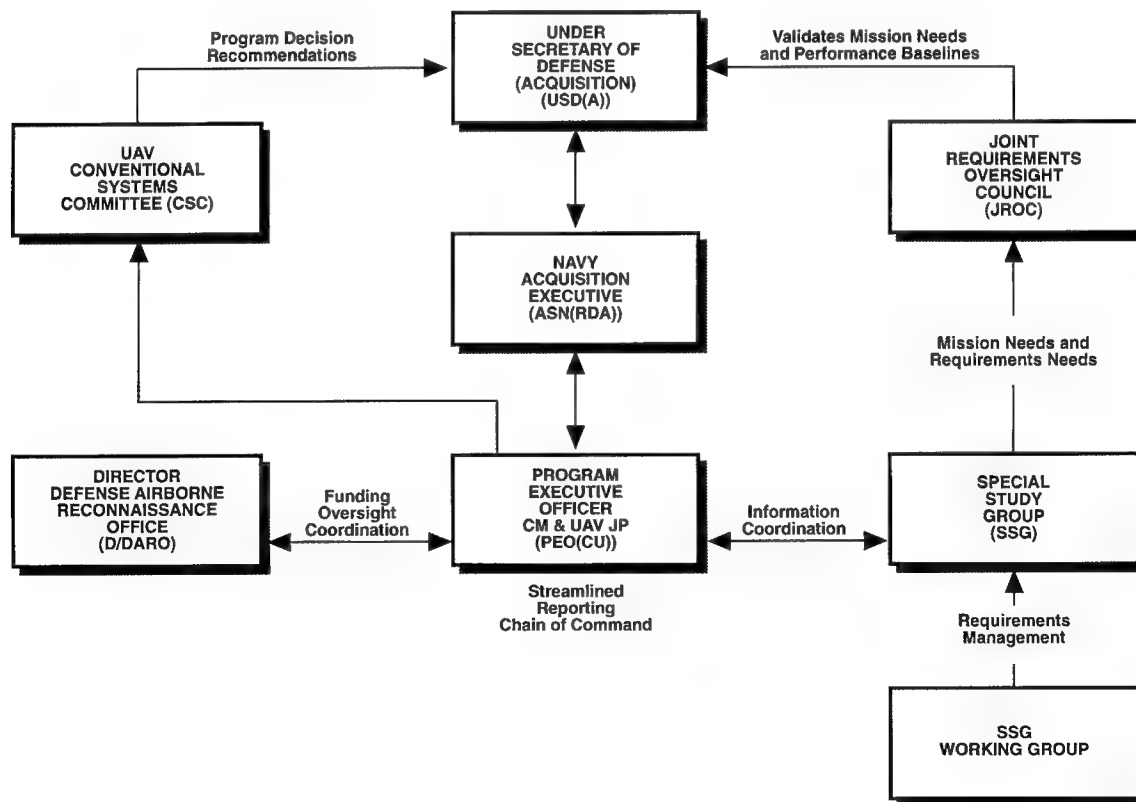 Program Decision
Recommendations
UNDER
SECRETARY OF
DEFENSE
(ACQUISITION)
(USD(A))
Validates Mission Needs
and Performance Baselines
UAV
CONVENTIONAL
SYSTEMS
COMMITTEE (CSC)
JOINT
REQUIREMENTS
OVERSIGHT
COUNCIL
(JROC)
NAVY
ACQUISITION
EXECUTIVE
(ASN(RDA))
Mission Needs and
Requirements Needs
DIRECTOR
DEFENSE AIRBORNE
RECONNAISSANCE
OFFICE
(D/DARO)
Funding
Oversight
Coordination
PROGRAM
EXECUTIVE
OFFICER
CM & UAV JP
(PEO(CU))
Information
Coordination
SPECIAL
STUDY
GROUP
(SSG)
Streamlined
Reporting
Chain of Command
Requirements
Management
SSG
WORKING GROUP